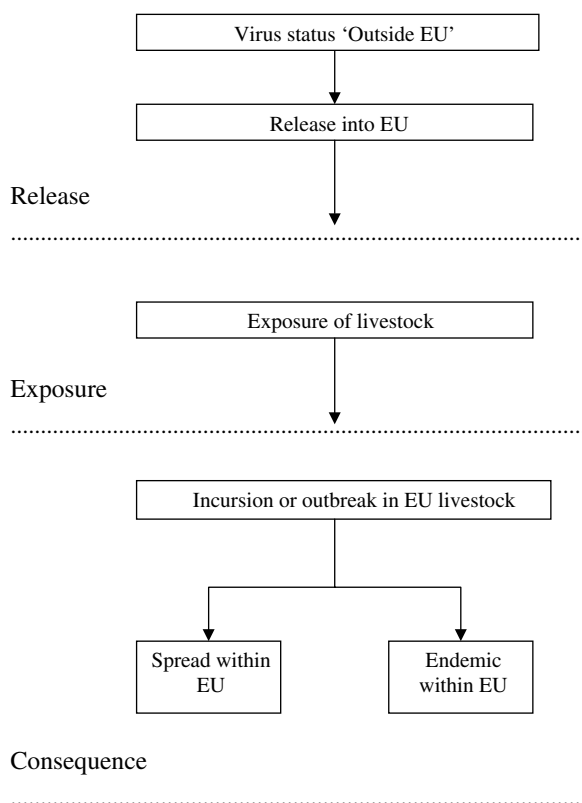 Virus status ‘Outside EU’
Release into EU
Release
Exposure of livestock
Exposure
Incursion or outbreak in EU livestock
Spread within
EU
Endemic
within EU
Consequence